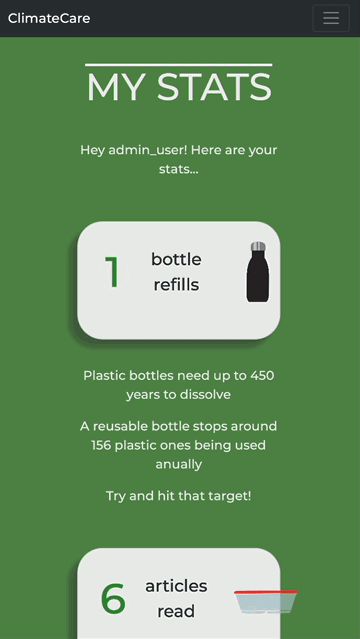 ClimateCare
MY STATS
Hey admin_user! Here are your
stats...
1
bottle
refills
Plastic bottles need up to 450
years to dissolve
A reusable bottle stops around
156 plastic ones being used
anually
Try and hit that target!
6
articles
read